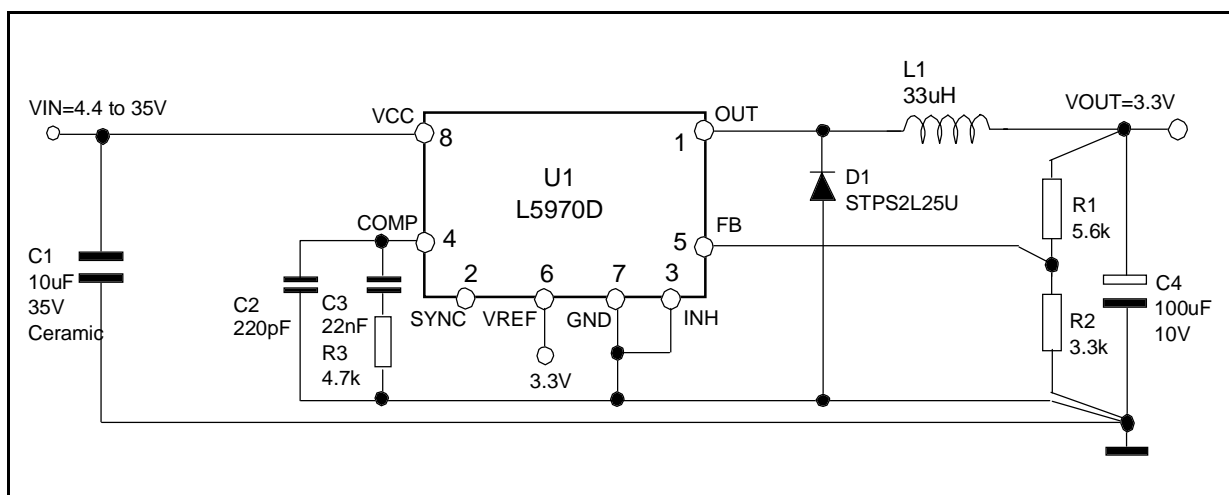 L1
33uH
VIN=4.4 to 35V
VOUT=3.3V
VCC
OUT
8
1
U1
L5970D
D1
STPS2L25U
R1
5.6k
COMP
FB
4
5
C1
10uF
35V
Ceramic
2
6
7
3
C2
220pF
C3
22nF
SYNC
VREF
GND
INH
C4
100uF
10V
R2
3.3k
R3
4.7k
3.3V